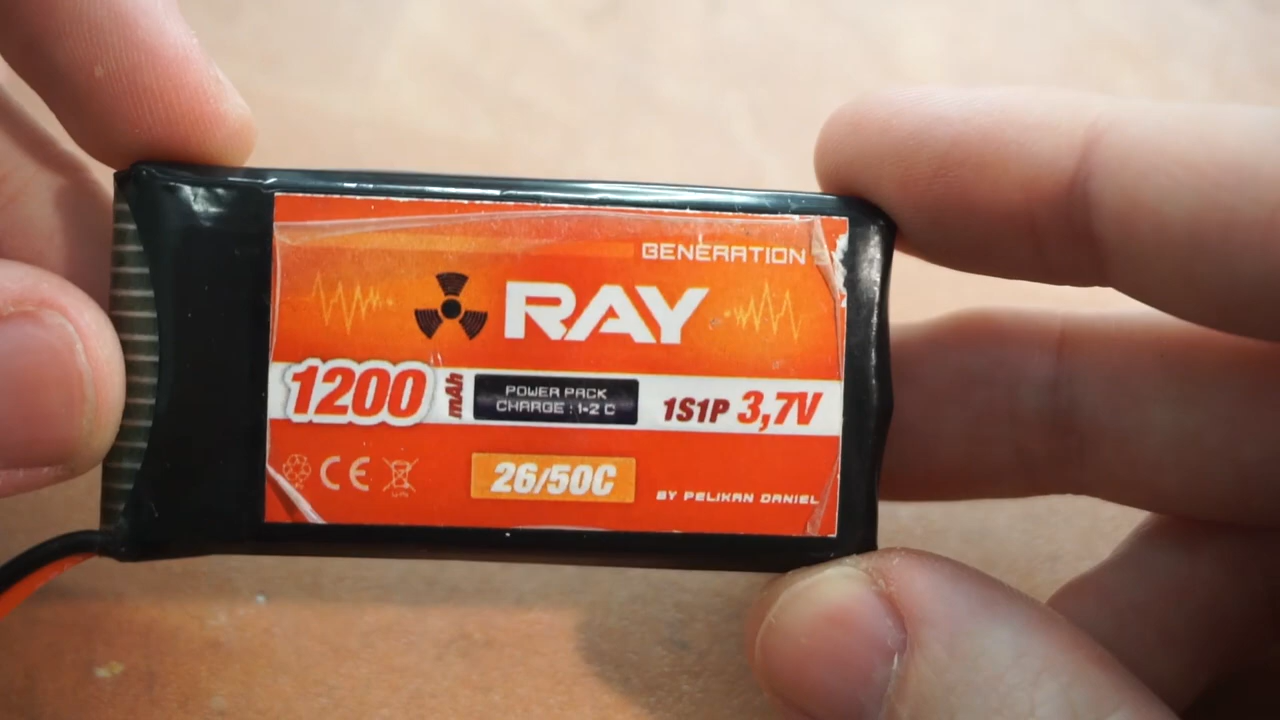 GENERATION
RAY
1200 mAh
POWER PACK
CHARGE : 1-2 C
1S1P 3,7V
CE
26/50C
BY PELIKAN DANIEL